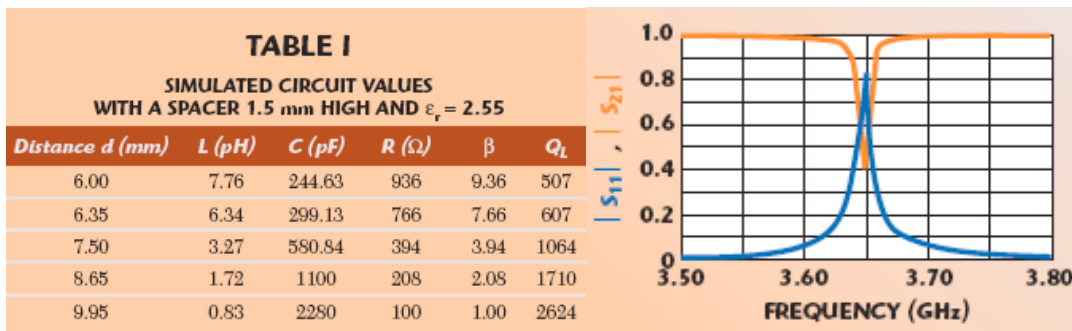 TABLE I
SIMULATED CIRCUIT VALUES
WITH A SPACER 1.5 mm HIGH AND εr = 2.55
Distance d (mm) L (pH) C (pF) R (Ω) β QL
6.00 7.76 244.63 936 9.36 507
6.35 6.34 299.13 766 7.66 607
7.50 3.27 580.84 394 3.94 1064
8.65 1.72 1100 208 2.08 1710
9.95 0.83 2280 100 1.00 2624
|S11|, |S21|
1.0
0.8
0.6
0.4
0.2
0
3.50 3.60 3.70 3.80
FREQUENCY (GHz)